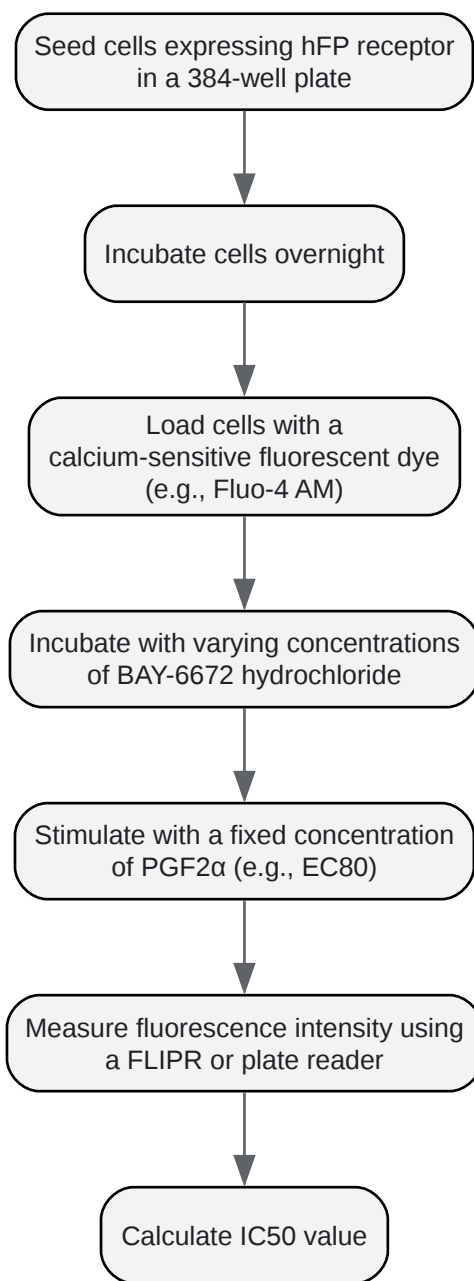 Seed cells expressing hFP receptor
in a 384-well plate
Incubate cells overnight
Load cells with a
calcium-sensitive fluorescent dye
(e.g., Fluo-4 AM)
Incubate with varying concentrations
of BAY-6672 hydrochloride
Stimulate with a fixed concentration
of PGF2α (e.g., EC80)
Measure fluorescence intensity using
a FLIPR or plate reader
Calculate IC50 value